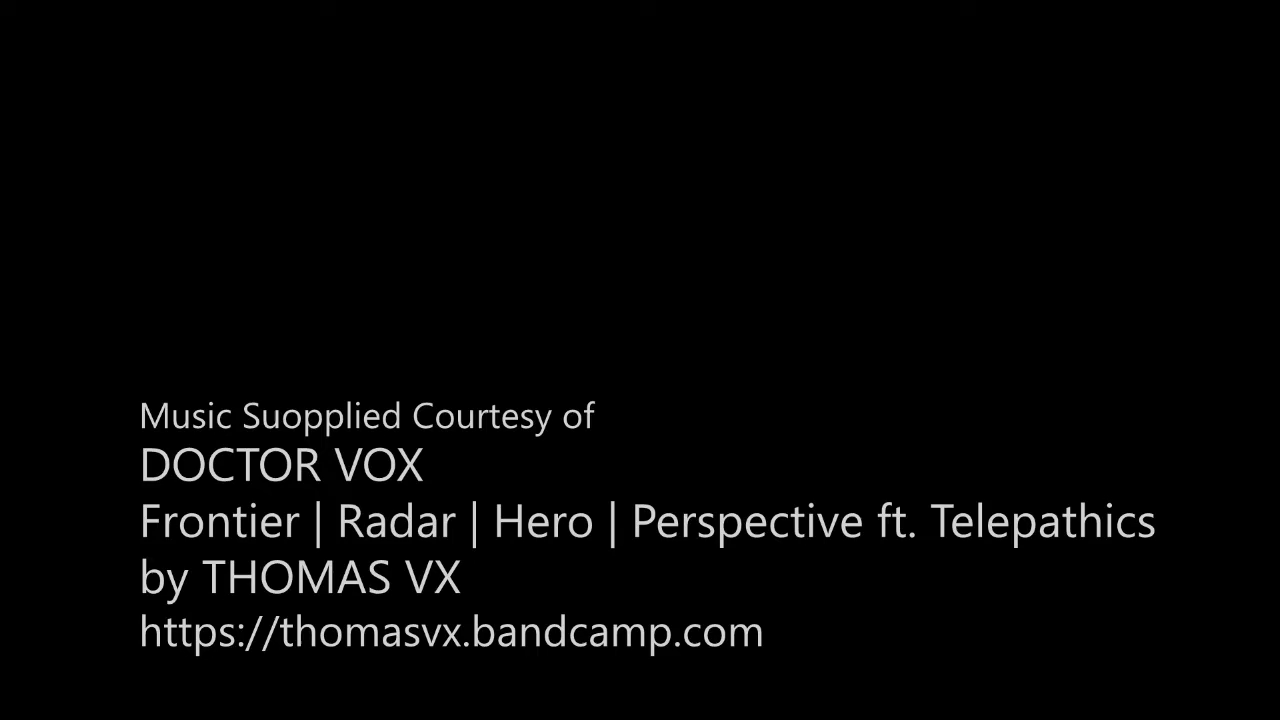 Music Suopplied Courtesy of
DOCTOR VOX
Frontier | Radar | Hero | Perspective ft. Telepathics
by THOMAS VX
https://thomasvx.bandcamp.com